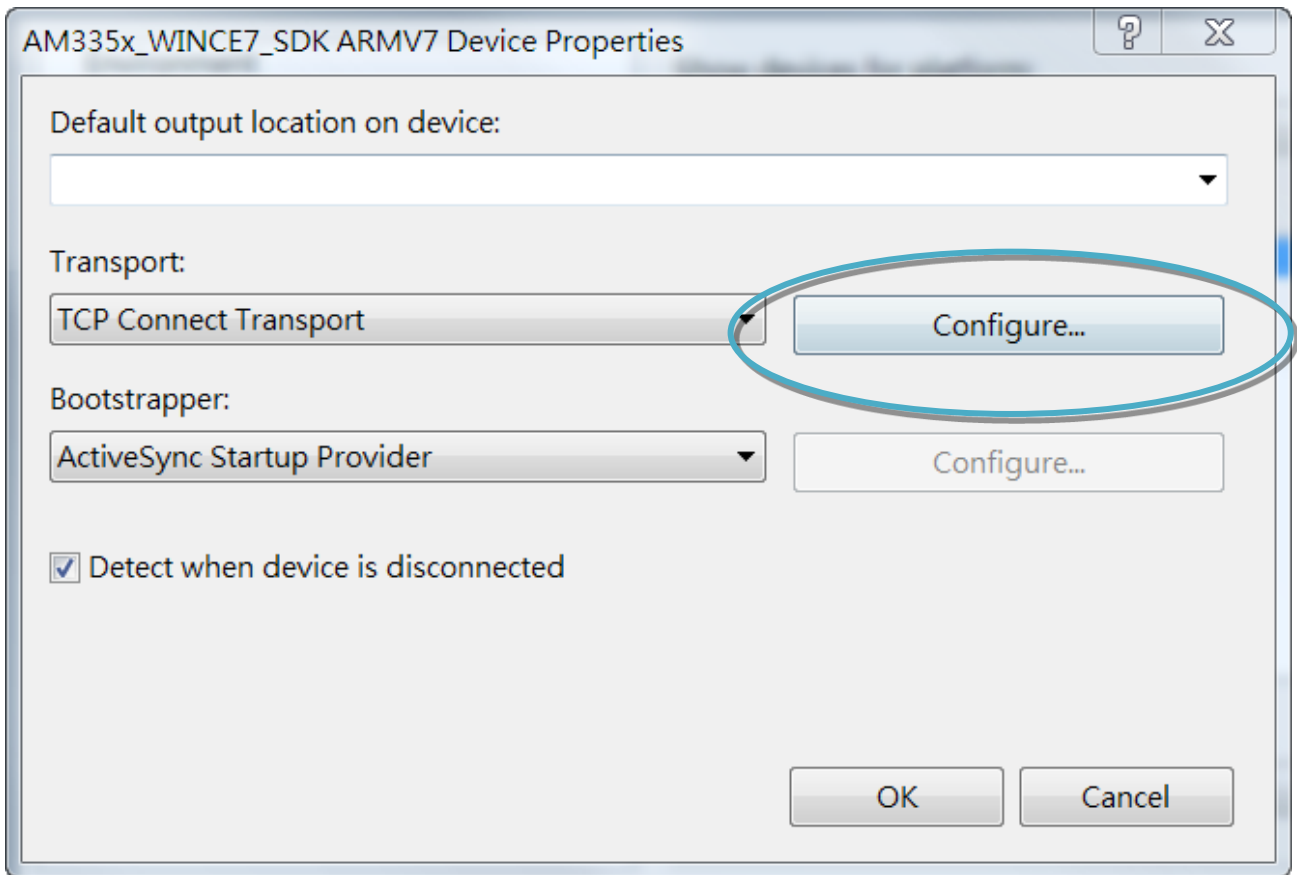 AM335x_WINCE7_SDK ARMV7 Device Properties
Default output location on device:
Transport:
TCP Connect Transport
Configure...
Bootstrapper:
ActiveSync Startup Provider
Configure...
Detect when device is disconnected
OK
Cancel